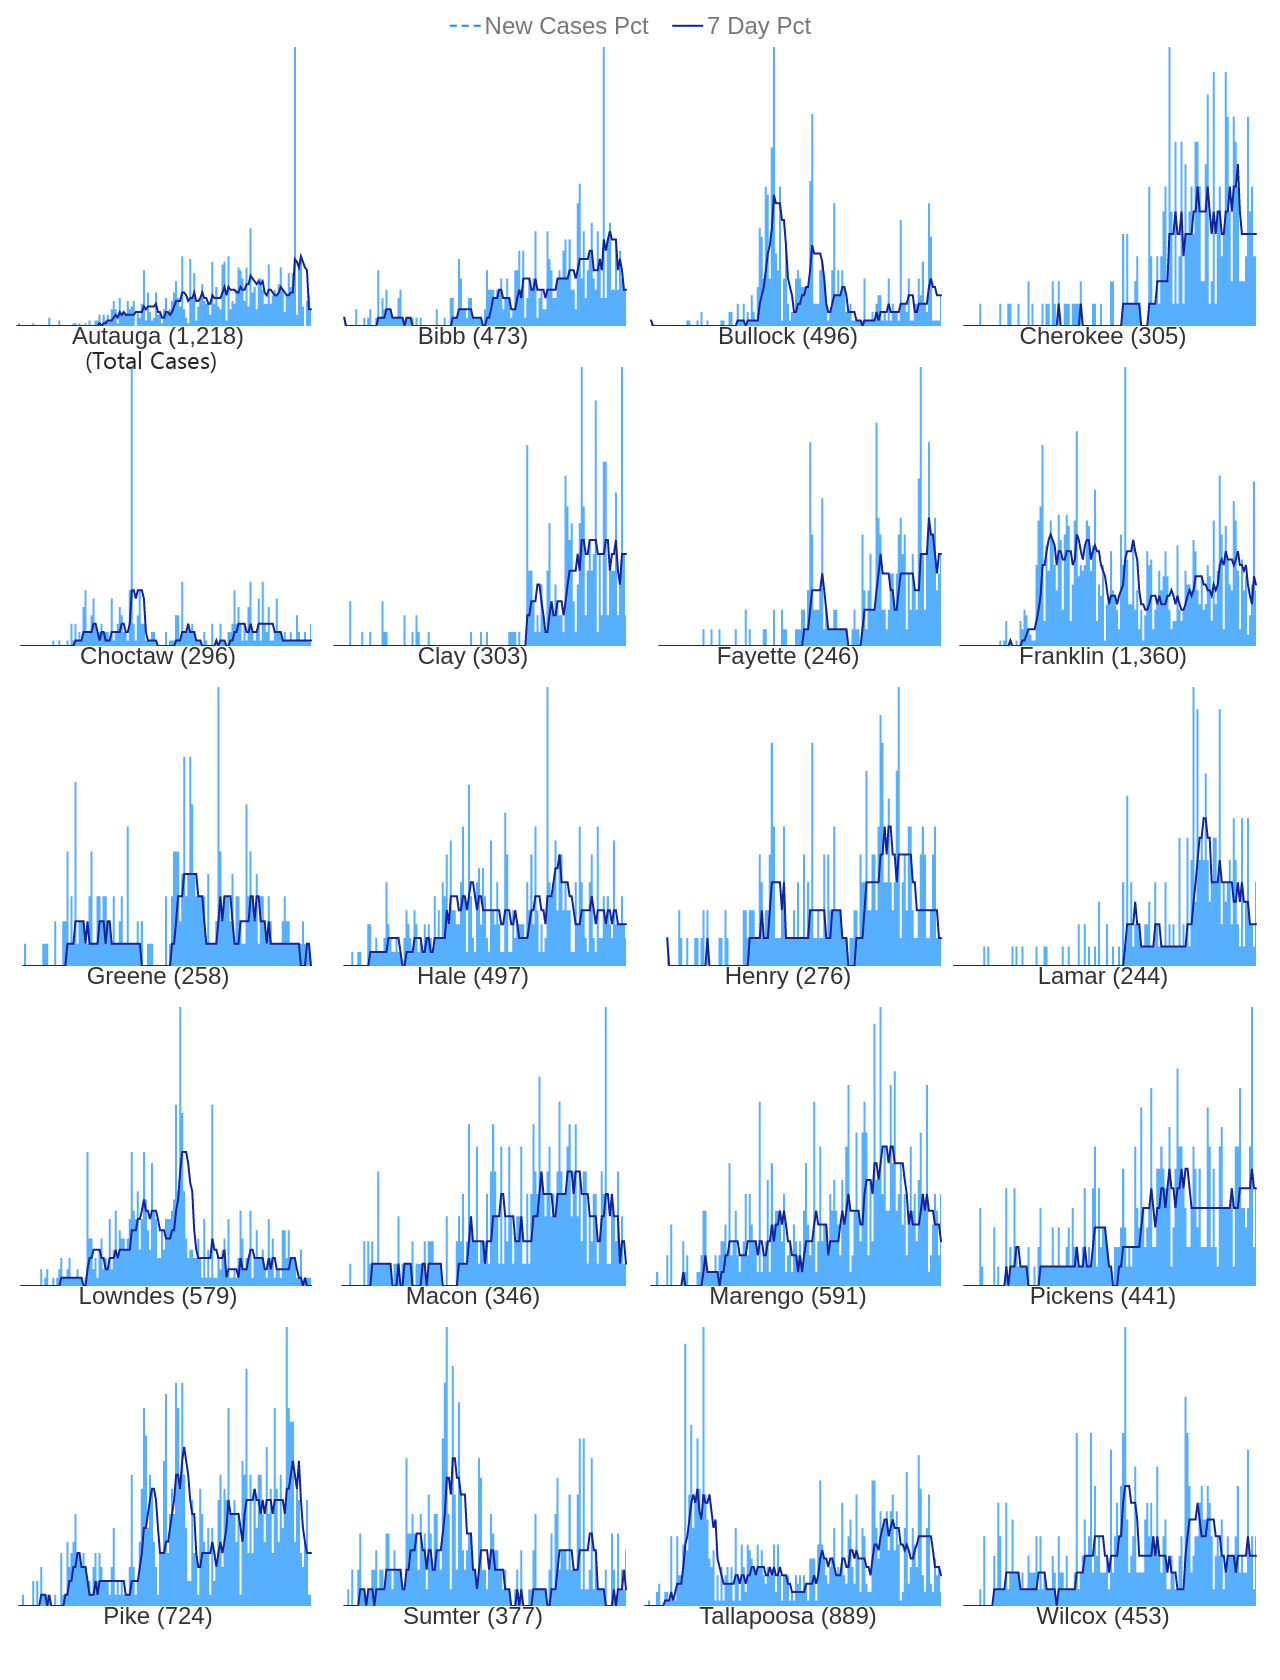 New Cases Pct 7 Day Pct
Autauga (1,218) Bibb (473) Bullock (496) Cherokee (305)
(Total Cases)
Choctaw (296) Clay (303) Fayette (246) Franklin (1,360)
Greene (258) Hale (497) Henry (276) Lamar (244)
Lowndes (579) Macon (346) Marengo (591) Pickens (441)
Pike (724) Sumter (377) Tallapoosa (889) Wilcox (453)